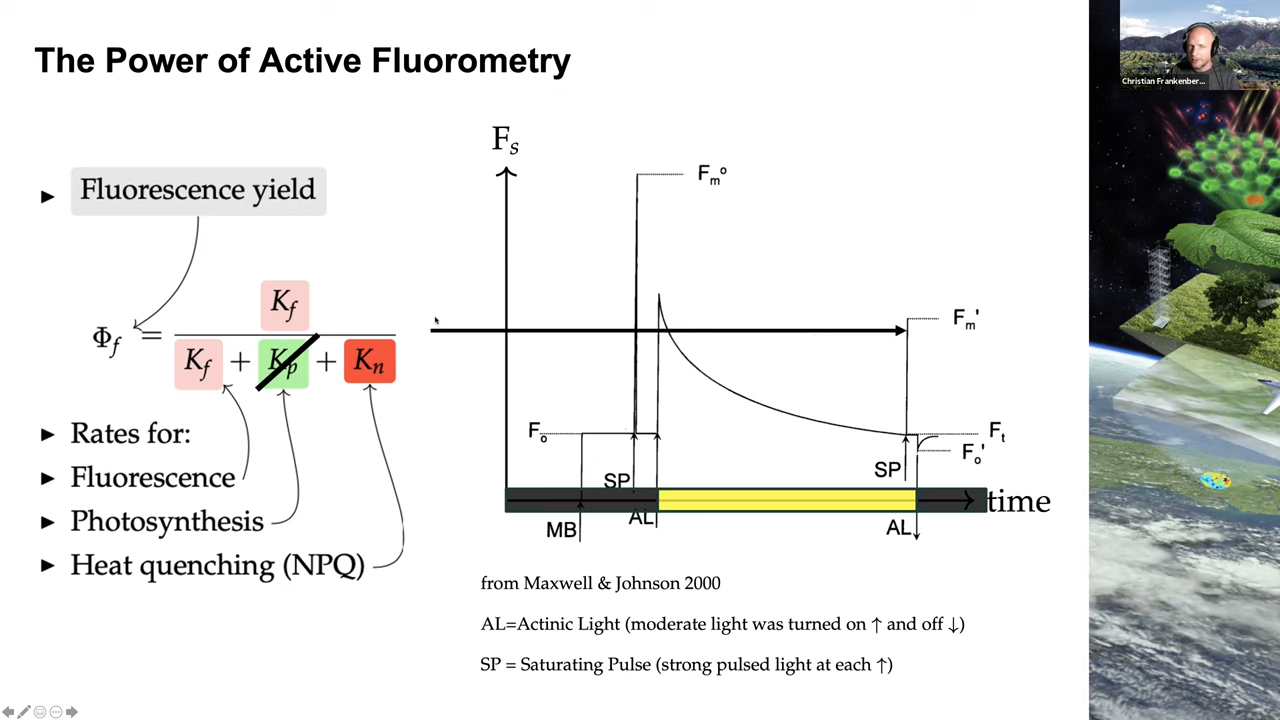 The Power of Active Fluorometry
Christian Frankenber...
► Fluorescence yield
Φf = Kf / Kf + Kp + Kn
► Rates for:
► Fluorescence
► Photosynthesis
► Heat quenching (NPQ)
Fs
Fm°
Fm'
Fo
Ft
Fo'
SP
SP
MB
AL
AL
time
from Maxwell & Johnson 2000
AL=Actinic Light (moderate light was turned on ↑ and off ↓)
SP = Saturating Pulse (strong pulsed light at each ↑)